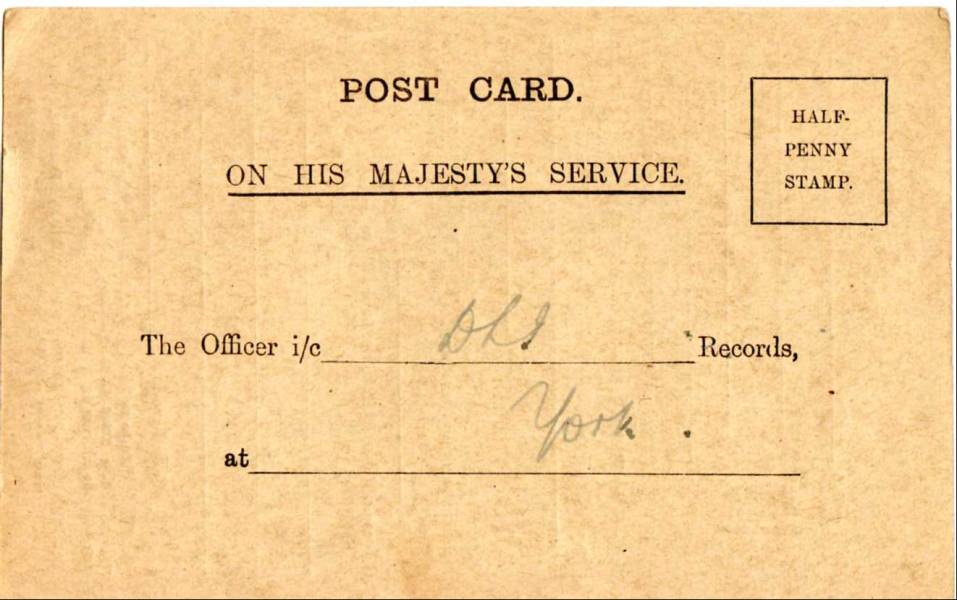 POST CARD.
HALF-
PENNY
STAMP.
ON HIS MAJESTY'S SERVICE.
The Officer i/c DLI Records,
at York.